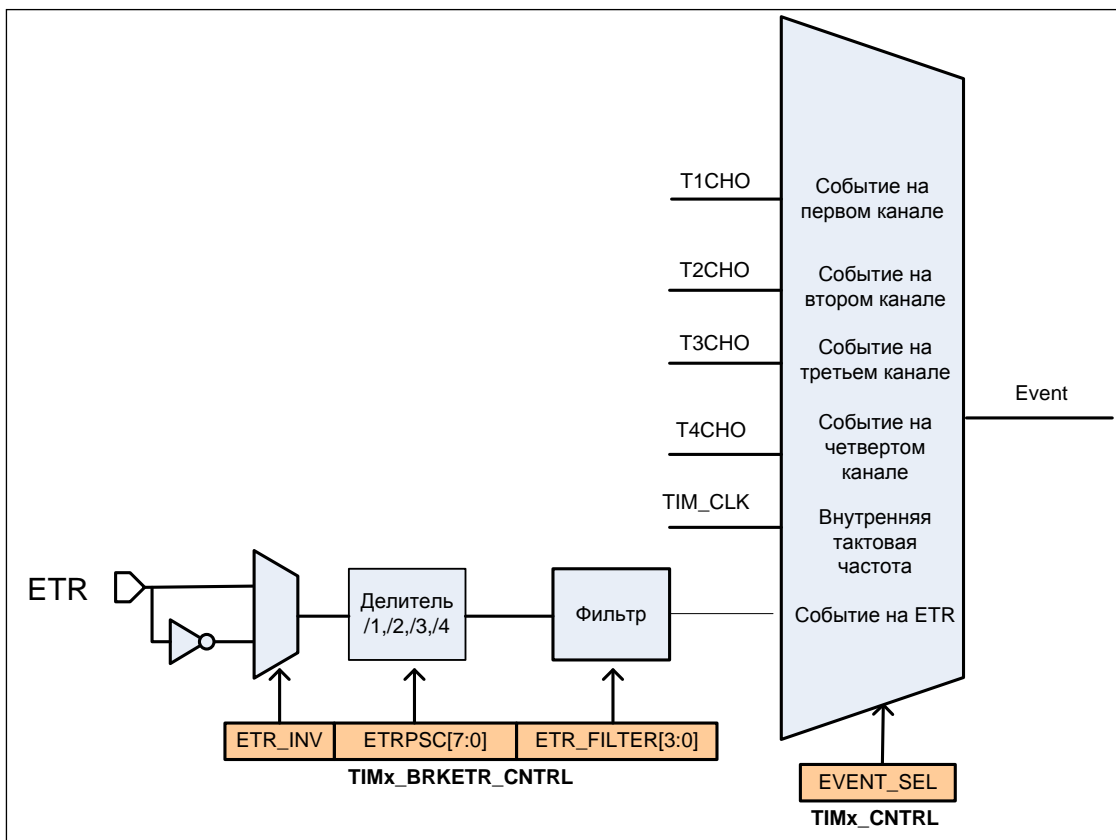 T1CHO
Событие на
первом канале
T2CHO
Событие на
втором канале
T3CHO
Событие на
третьем канале
Event
T4CHO
Событие на
четвертом
канале
TIM_CLK
Внутренняя
тактовая
частота
ETR
Делитель
/1,/2,/3,/4
Фильтр
Событие на ETR
ETR_INV
ETRPSC[7:0]
ETR_FILTER[3:0]
TIMx_BRKETR_CNTRL
EVENT_SEL
TIMx_CNTRL